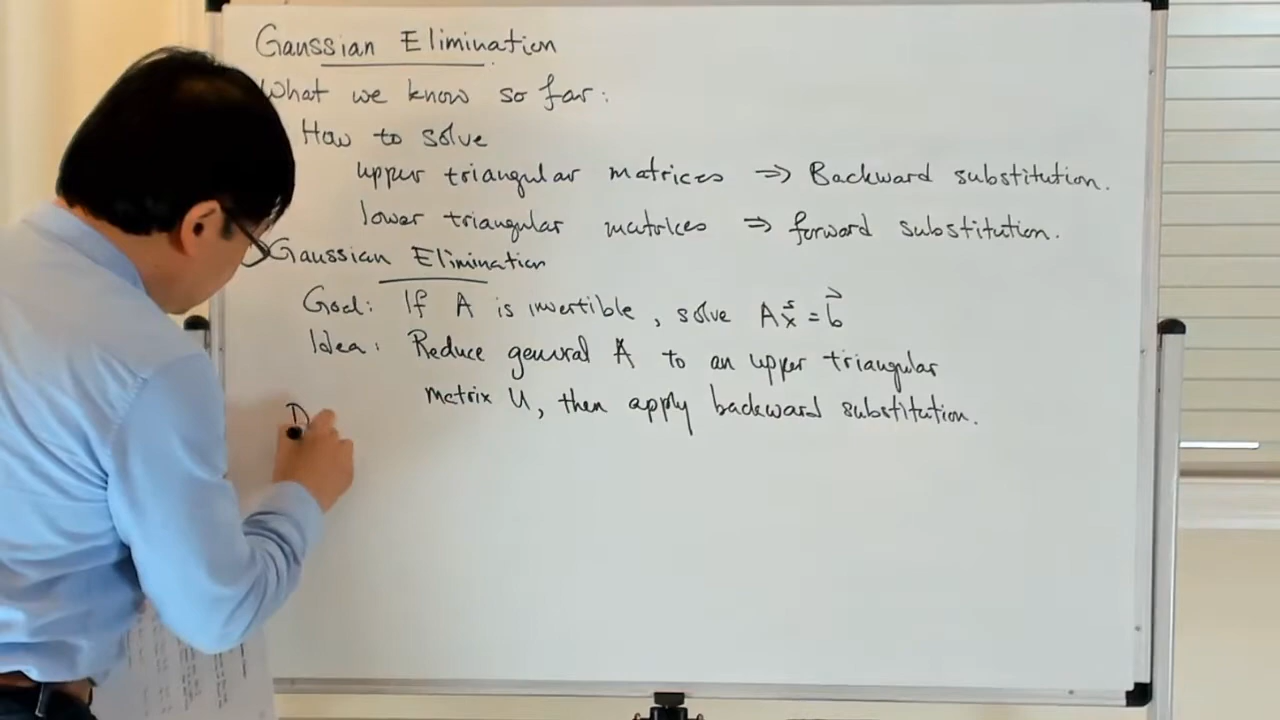 Gaussian Elimination
What we know so far:
How to solve
upper triangular matrices => Backward substitution.
lower triangular matrices => forward substitution.
Gaussian Elimination
Goal: If A is invertible, solve Ax⃗ = b⃗
Idea: Reduce general A to an upper triangular
matrix U, then apply backward substitution.
D